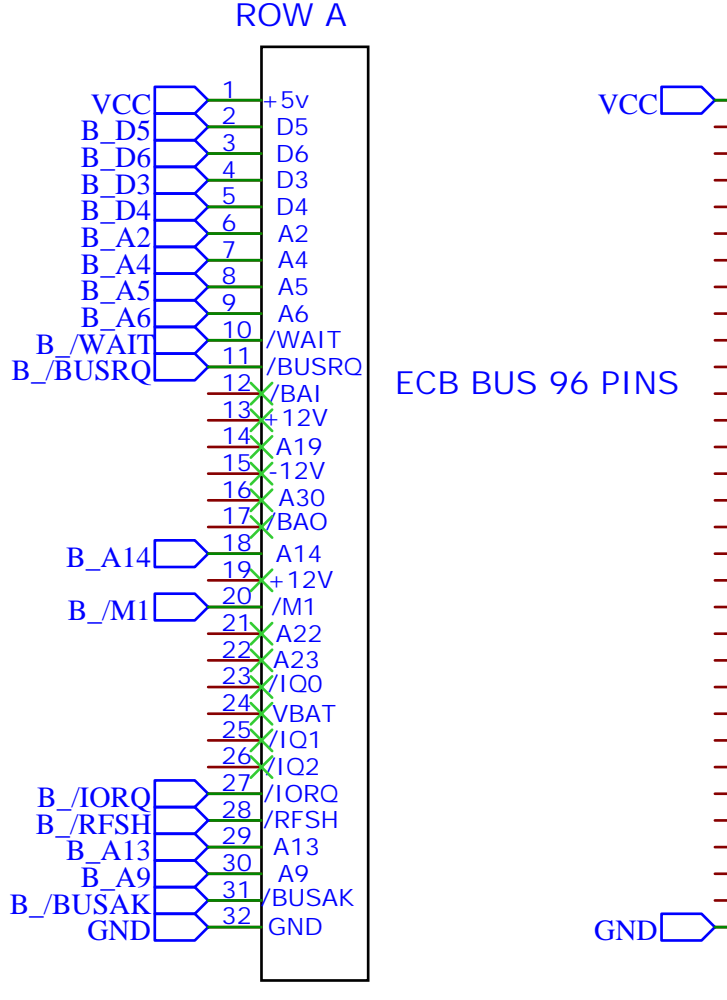 ROW A
VCC 1 +5v
B_D5 2 D5
B_D6 3 D6
B_D3 4 D3
B_D4 5 D4
B_A2 6 A2
B_A4 7 A4
B_A5 8 A5
B_A6 9 A6
B_/WAIT 10 /WAIT
B_/BUSRQ 11 /BUSRQ
12 /BAI
13 +12V
14 A19
15 -12V
16 A30
17 /BAO
B_A14 18 A14
19 +12V
B_/M1 20 /M1
21 A22
22 A23
23 /IQ0
24 VBAT
25 /IQ1
26 /IQ2
B_/IORQ 27 /IORQ
B_/RFSH 28 /RFSH
B_A13 29 A13
B_A9 30 A9
B_/BUSAK 31 /BUSAK
GND 32 GND
ECB BUS 96 PINS
VCC
GND